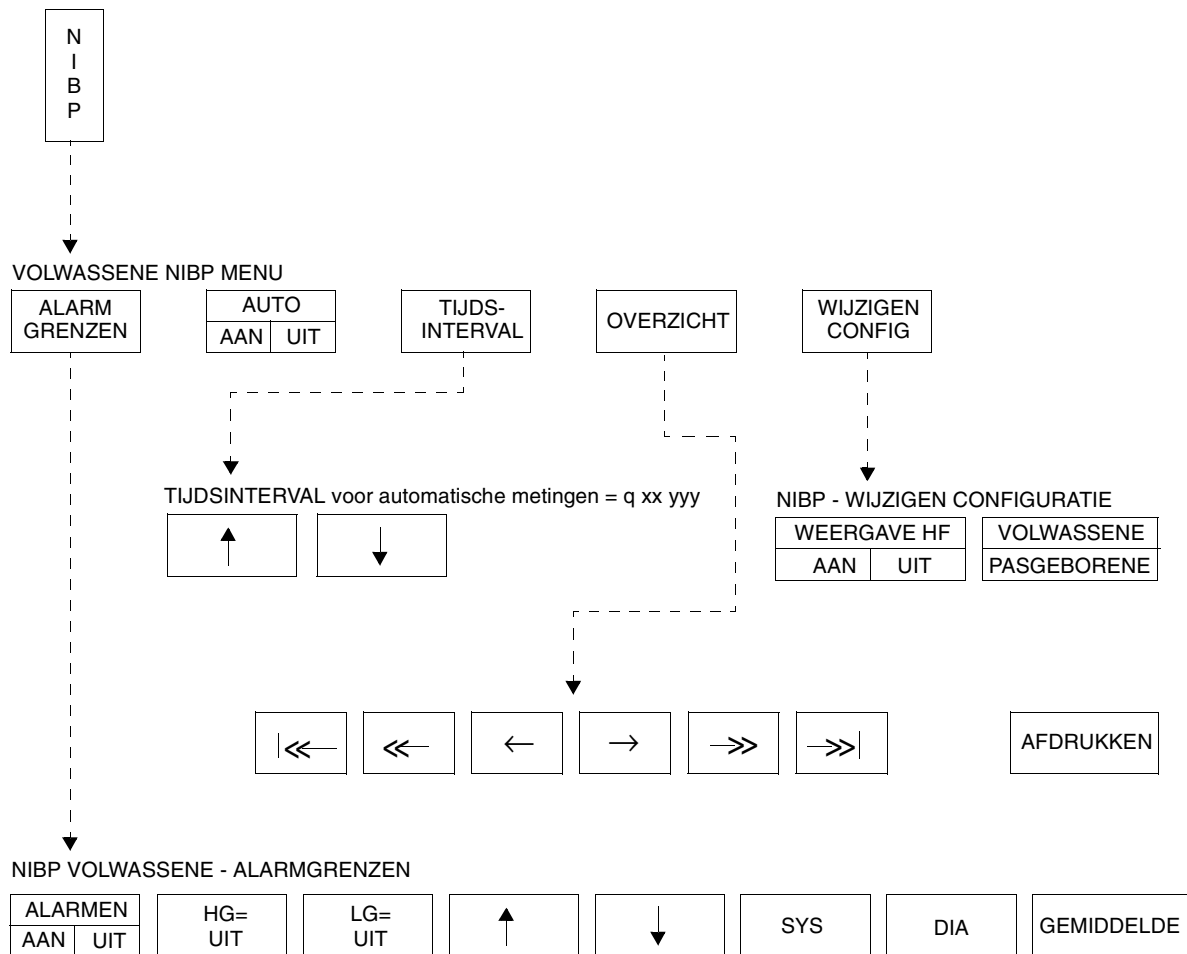 N
I
B
P
VOLWASSENE NIBP MENU
ALARM
GRENZEN
AUTO
AAN UIT
TIJDS-
INTERVAL
OVERZICHT
WIJZIGEN
CONFIG
TIJDSINTERVAL voor automatische metingen = q xx yyy
↑
↓
NIBP - WIJZIGEN CONFIGURATIE
WEERGAVE HF
AAN UIT
VOLWASSENE
PASGEBORENE
AFDRUKKEN
NIBP VOLWASSENE - ALARMGRENZEN
ALARMEN
AAN UIT
HG=
UIT
LG=
UIT
↑
↓
SYS
DIA
GEMIDDELDE